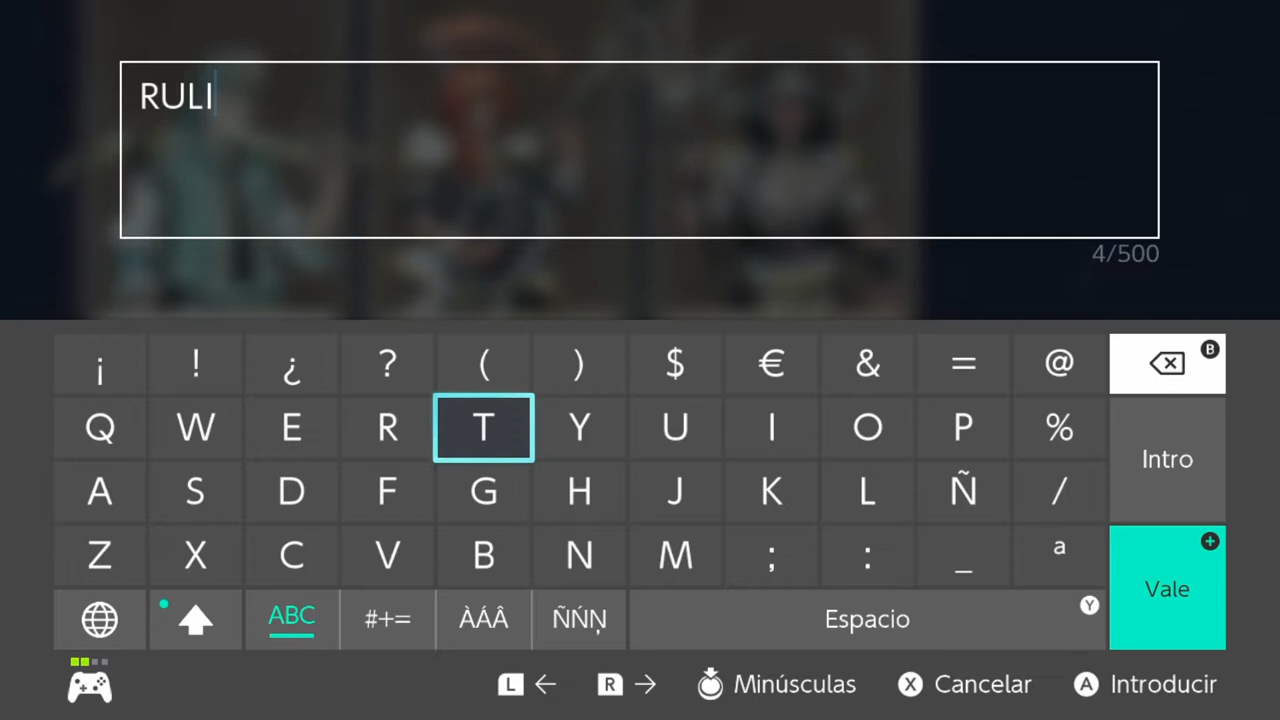 RULI
4/500
¡ ! ¿ ? ( ) $ € & = @ B
Q W E R T Y U I O P %
A S D F G H J K L Ñ / Intro
Z X C V B N M ; : _ ª +
ABC #+= ÀÁÂ ÑŃŅ Espacio Y Vale
L ← R → Minúsculas X Cancelar A Introducir